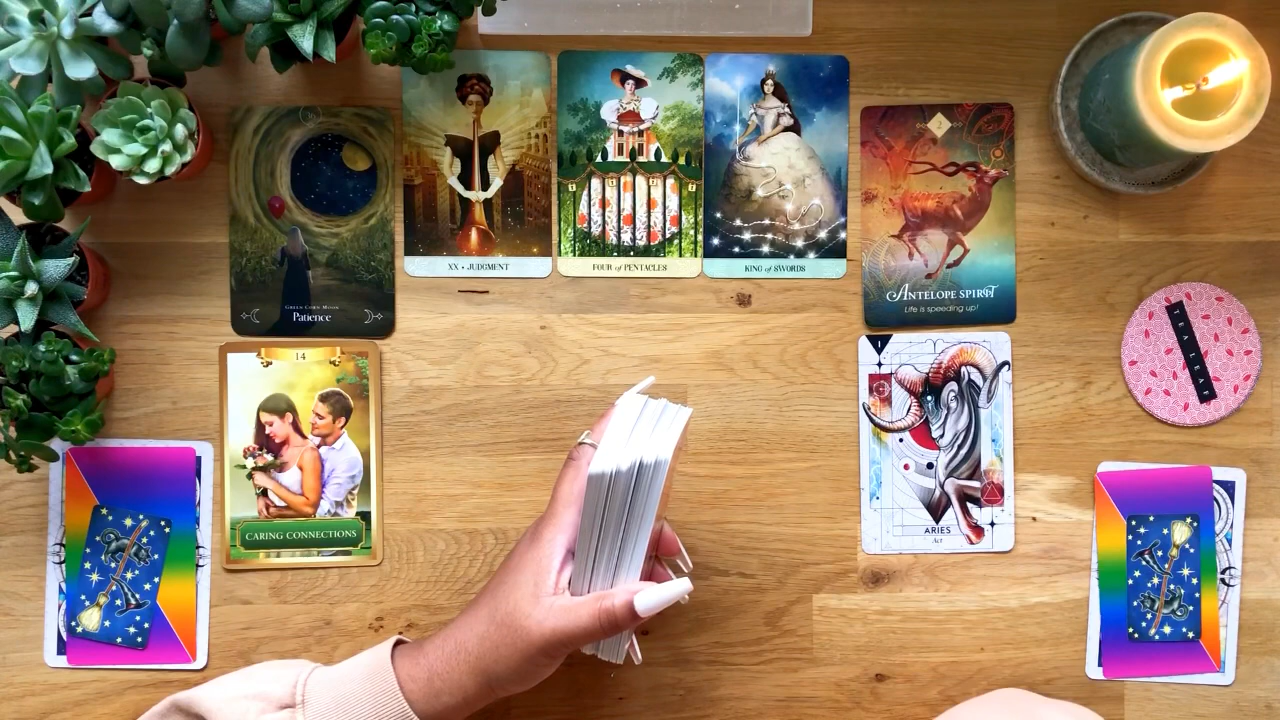 XX • JUDGMENT
FOUR of PENTACLES
KING of SWORDS
GREEN CORN MOON
Patience
2
ANTELOPE SPIRIT
Life is speeding up!
14
CARING CONNECTIONS
I
ARIES
Act
TEA LEAF